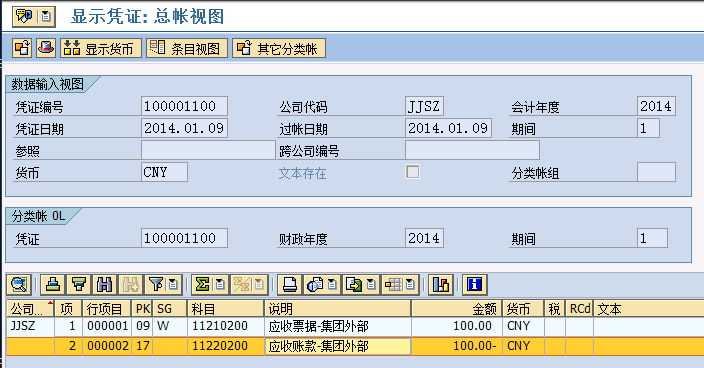 显示凭证: 总帐视图
显示货币 条目视图 其它分类帐
数据输入视图
凭证编号 100001100 公司代码 JJSZ 会计年度 2014
凭证日期 2014.01.09 过帐日期 2014.01.09 期间 1
参照 跨公司编号
货币 CNY 文本存在 分类帐组
分类帐 0L
凭证 100001100 财政年度 2014 期间 1
公司... 项 行项目 PK SG 科目 说明 金额 货币 税 RCd 文本
JJSZ 1 000001 09 W 11210200 应收票据-集团外部 100.00 CNY
2 000002 17 11220200 应收账款-集团外部 100.00- CNY